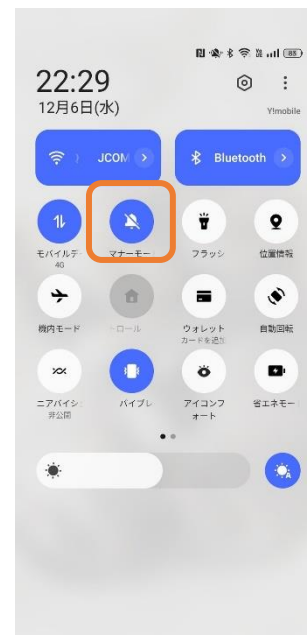 88
22:29
12月6日(水)
Y!mobile
JCOM
Bluetooth
モバイルデ
4G
マナーモー
フラッシ
位置情報
機内モード
トロール
ウォレット
カードを追加
自動回転
ニアバイシ
非公開
バイブレ
アイコンフ
ォート
省エネモー
A